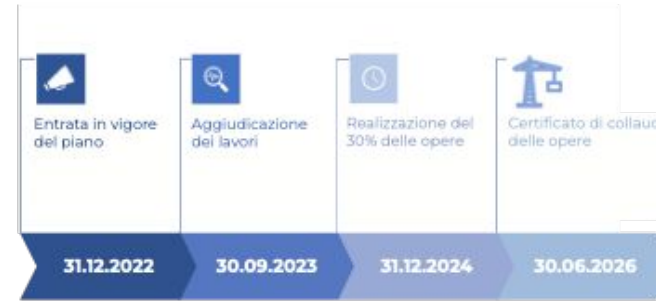 Entrata in vigore
del piano
Aggiudicazione
dei lavori
Realizzazione del
30% delle opere
Certificato di collaud
delle opere
31.12.2022
30.09.2023
31.12.2024
30.06.2026